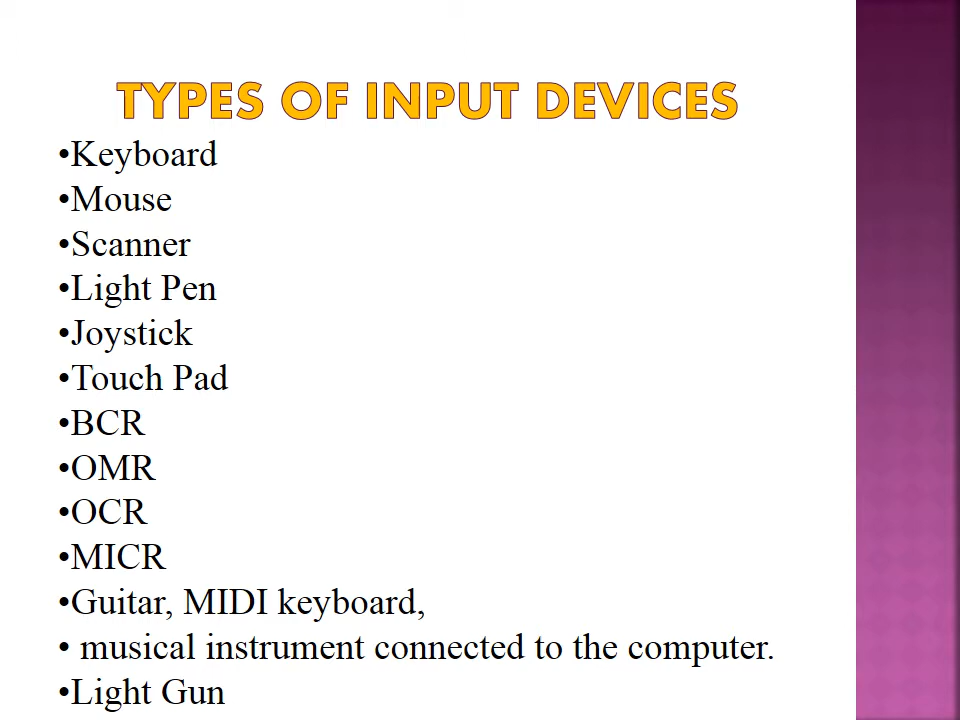 TYPES OF INPUT DEVICES
•Keyboard
•Mouse
•Scanner
•Light Pen
•Joystick
•Touch Pad
•BCR
•OMR
•OCR
•MICR
•Guitar, MIDI keyboard,
• musical instrument connected to the computer.
•Light Gun